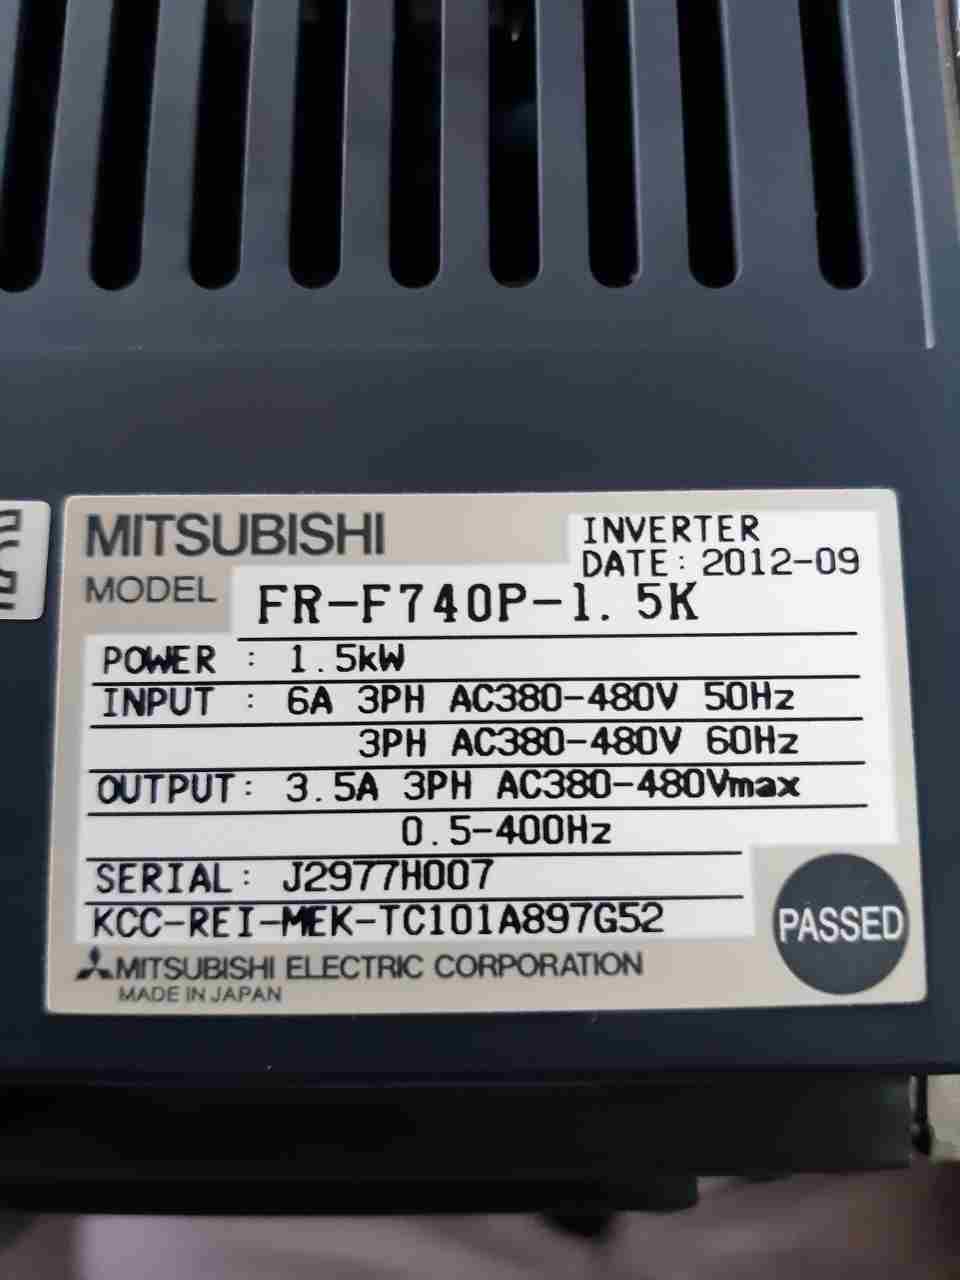 MITSUBISHI
INVERTER
DATE: 2012-09
MODEL FR-F740P-1.5K
POWER : 1.5kW
INPUT : 6A 3PH AC380-480V 50Hz
3PH AC380-480V 60Hz
OUTPUT: 3.5A 3PH AC380-480Vmax
0.5-400Hz
SERIAL: J2977H007
KCC-REI-MEK-TC101A897G52
PASSED
MITSUBISHI ELECTRIC CORPORATION
MADE IN JAPAN